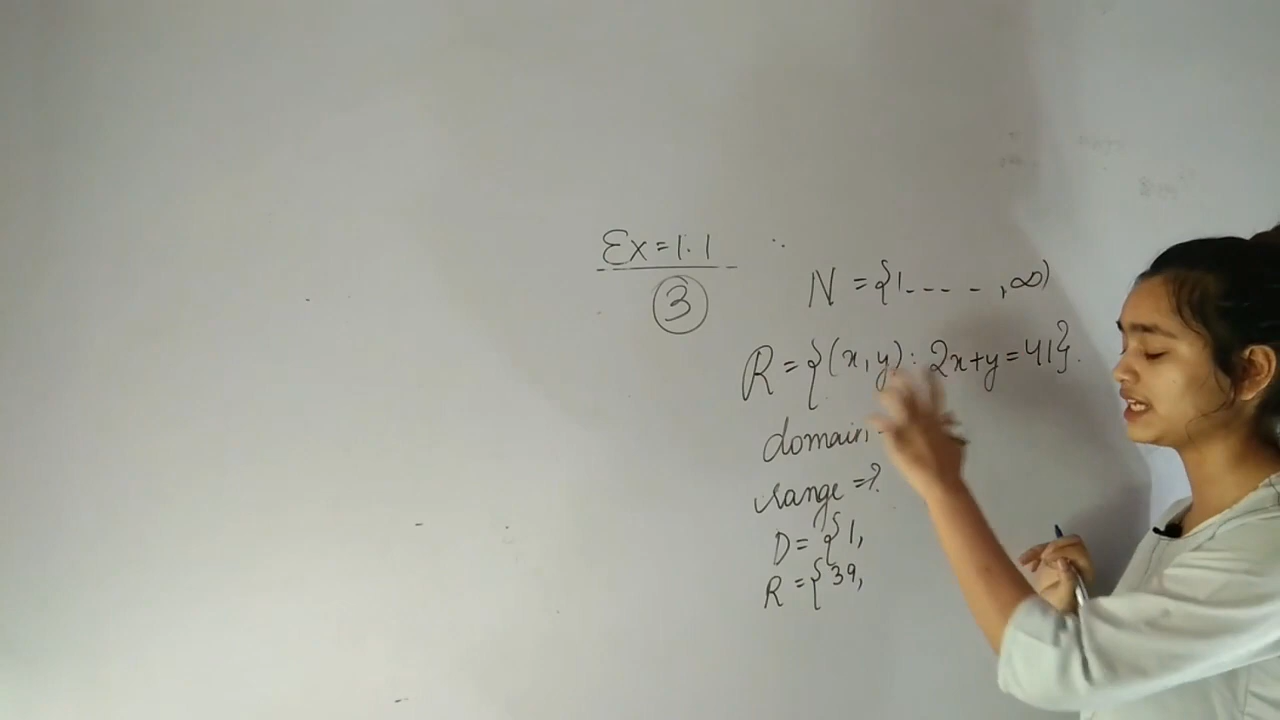 Ex = 1.1
3
N = {1 - - - - , ∞)
R = {(x, y) : 2x+y = 41}.
domain
range = ?
D = {1,
R = {39,